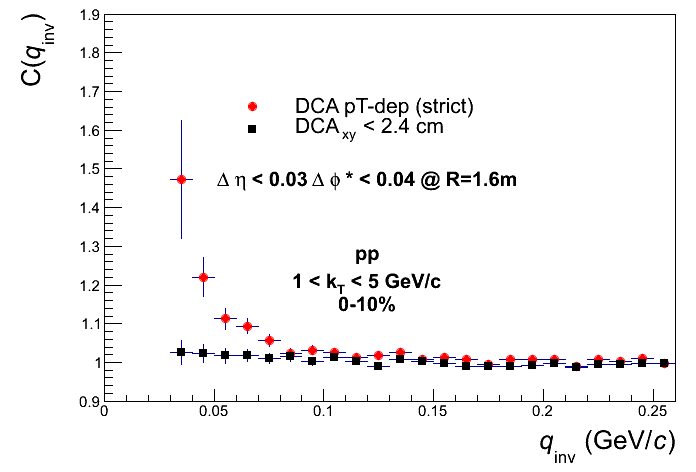 C(q_inv)
1.9
1.8
1.7
1.6
1.5
1.4
1.3
1.2
1.1
1
0.9
DCA pT-dep (strict)
DCA_xy < 2.4 cm
Δ η < 0.03 Δ ϕ * < 0.04 @ R=1.6m
pp
1 < k_T < 5 GeV/c
0-10%
0 0.05 0.1 0.15 0.2 0.25
q_inv (GeV/c)